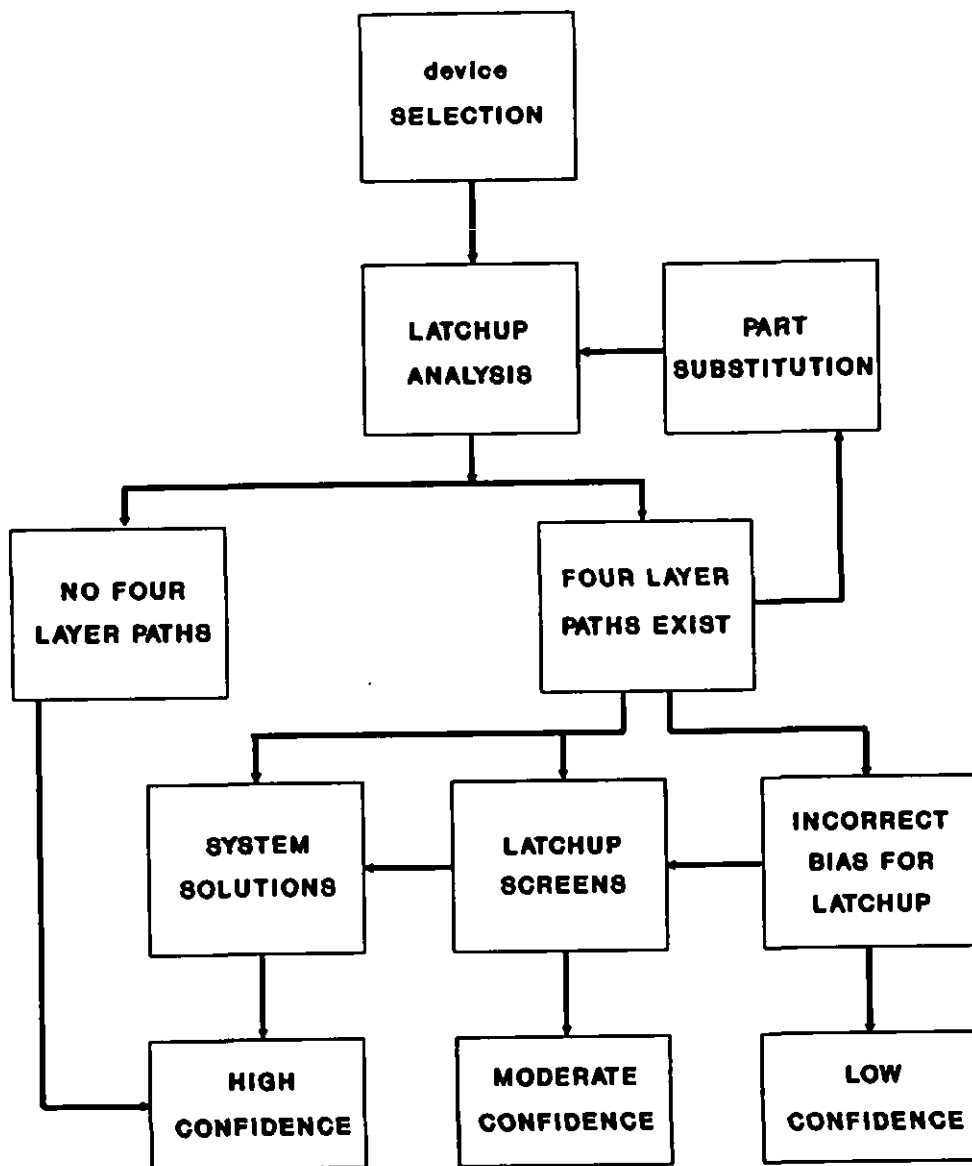 device
SELECTION
LATCHUP
ANALYSIS
PART
SUBSTITUTION
NO FOUR
LAYER PATHS
FOUR LAYER
PATHS EXIST
SYSTEM
SOLUTIONS
LATCHUP
SCREENS
INCORRECT
BIAS FOR
LATCHUP
HIGH
CONFIDENCE
MODERATE
CONFIDENCE
LOW
CONFIDENCE